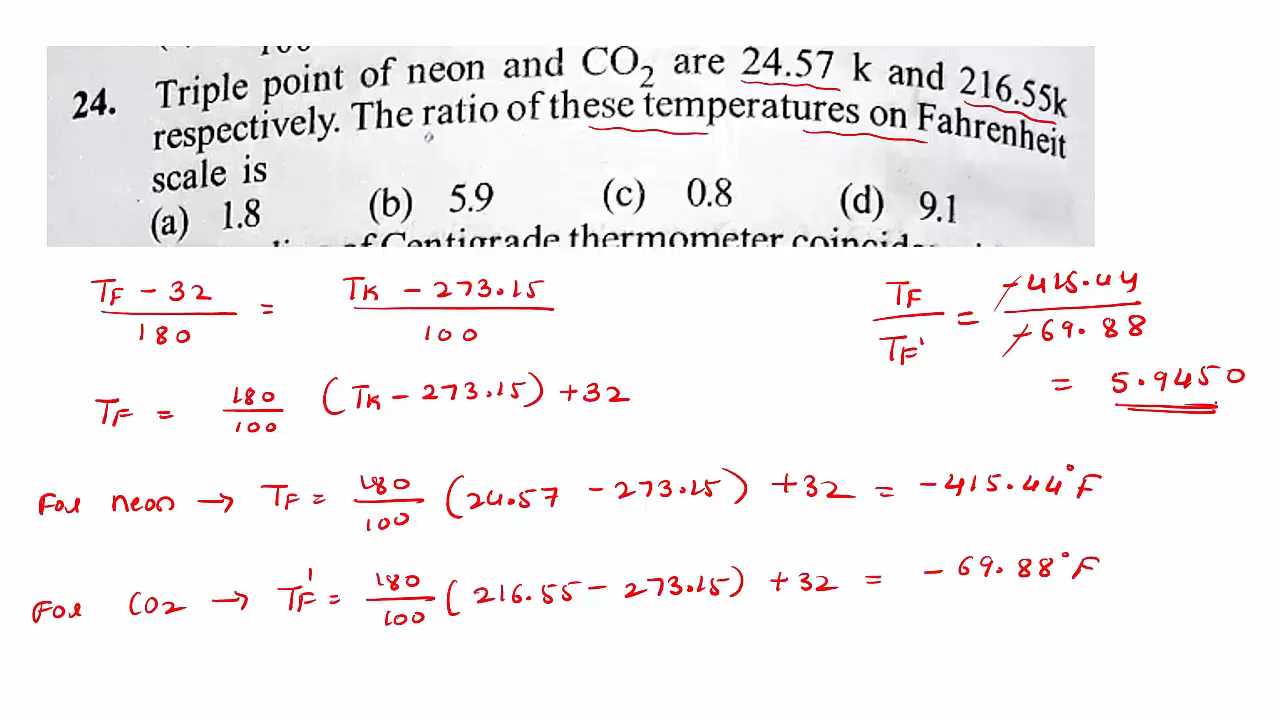 24. Triple point of neon and CO₂ are 24.57 k and 216.55k
respectively. The ratio of these temperatures on Fahrenheit
scale is
(a) 1.8 (b) 5.9 (c) 0.8 (d) 9.1
of Centigrade thermometer
TF - 32 / 180 = TK - 273.15 / 100
TF = 180/100 (TK - 273.15) + 32
TF / TF' = -415.44 / -69.88
= 5.9450
For neon → TF = 180/100 (24.57 - 273.15) + 32 = -415.44°F
For CO2 → TF' = 180/100 (216.55 - 273.15) + 32 = -69.88°F